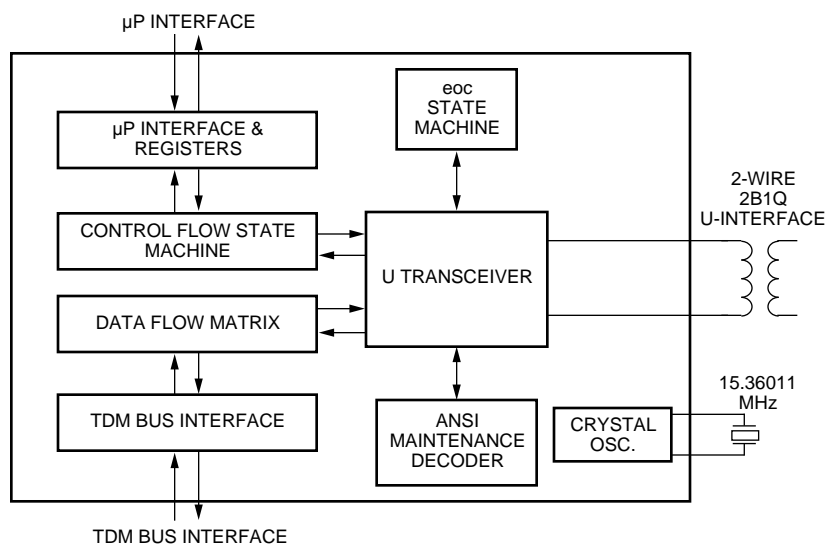 µP INTERFACE
eoc
STATE
MACHINE
µP INTERFACE &
REGISTERS
2-WIRE
2B1Q
U-INTERFACE
CONTROL FLOW STATE
MACHINE
U TRANSCEIVER
DATA FLOW MATRIX
15.36011
MHz
TDM BUS INTERFACE
ANSI
MAINTENANCE
DECODER
CRYSTAL
OSC.
TDM BUS INTERFACE